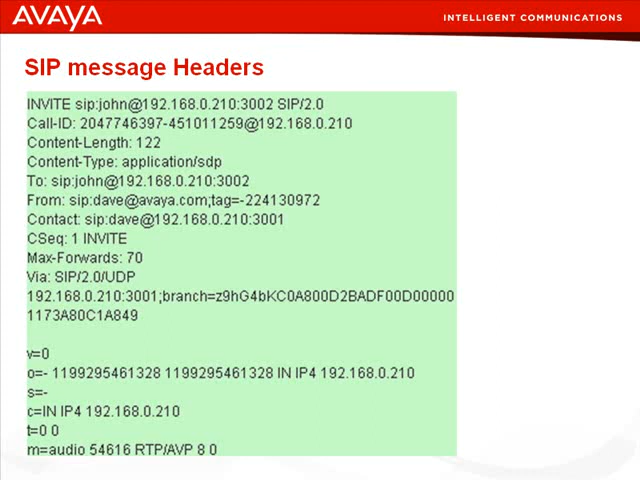 AVAYA
INTELLIGENT COMMUNICATIONS
SIP message Headers
INVITE sip:john@192.168.0.210:3002 SIP/2.0
Call-ID: 2047746397-451011259@192.168.0.210
Content-Length: 122
Content-Type: application/sdp
To: sip:john@192.168.0.210:3002
From: sip:dave@avaya.com;tag=-224130972
Contact: sip:dave@192.168.0.210:3001
CSeq: 1 INVITE
Max-Forwards: 70
Via: SIP/2.0/UDP
192.168.0.210:3001;branch=z9hG4bKC0A800D2BADF00D00000
1173A80C1A849
v=0
o=- 1199295461328 1199295461328 IN IP4 192.168.0.210
s=-
c=IN IP4 192.168.0.210
t=0 0
m=audio 54616 RTP/AVP 8 0